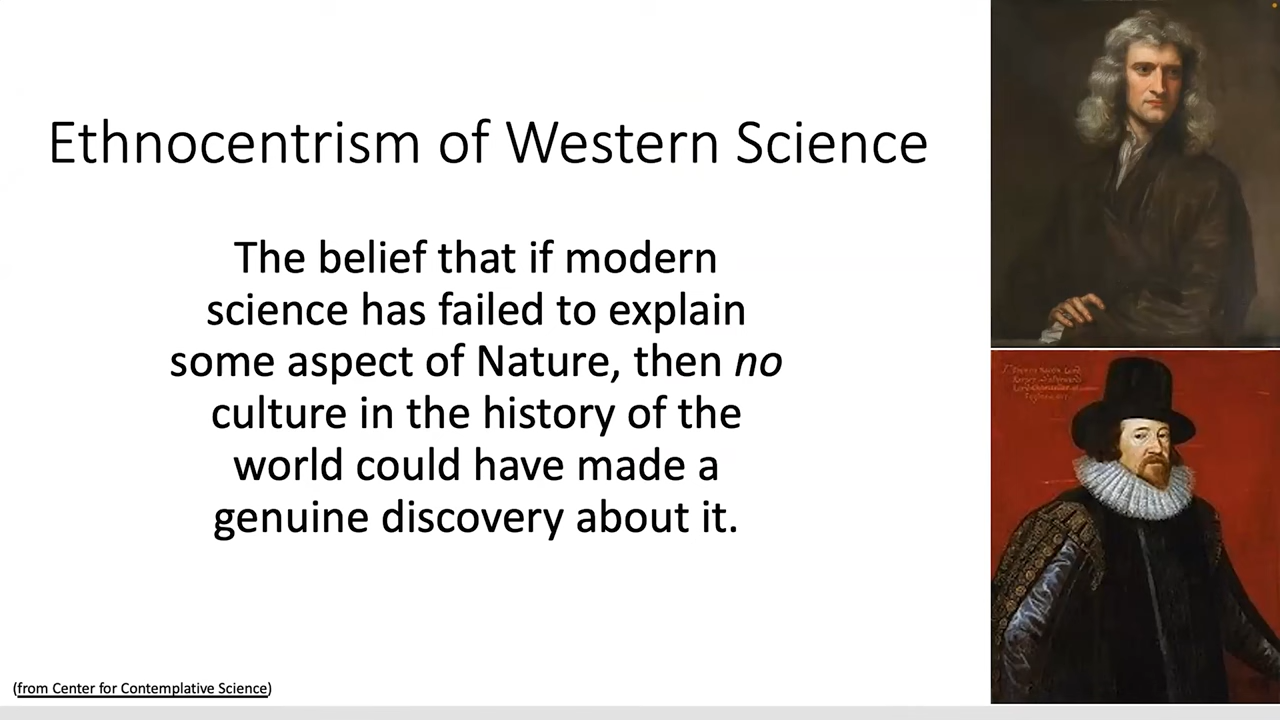 Ethnocentrism of Western Science
The belief that if modern
science has failed to explain
some aspect of Nature, then no
culture in the history of the
world could have made a
genuine discovery about it.
(from Center for Contemplative Science)